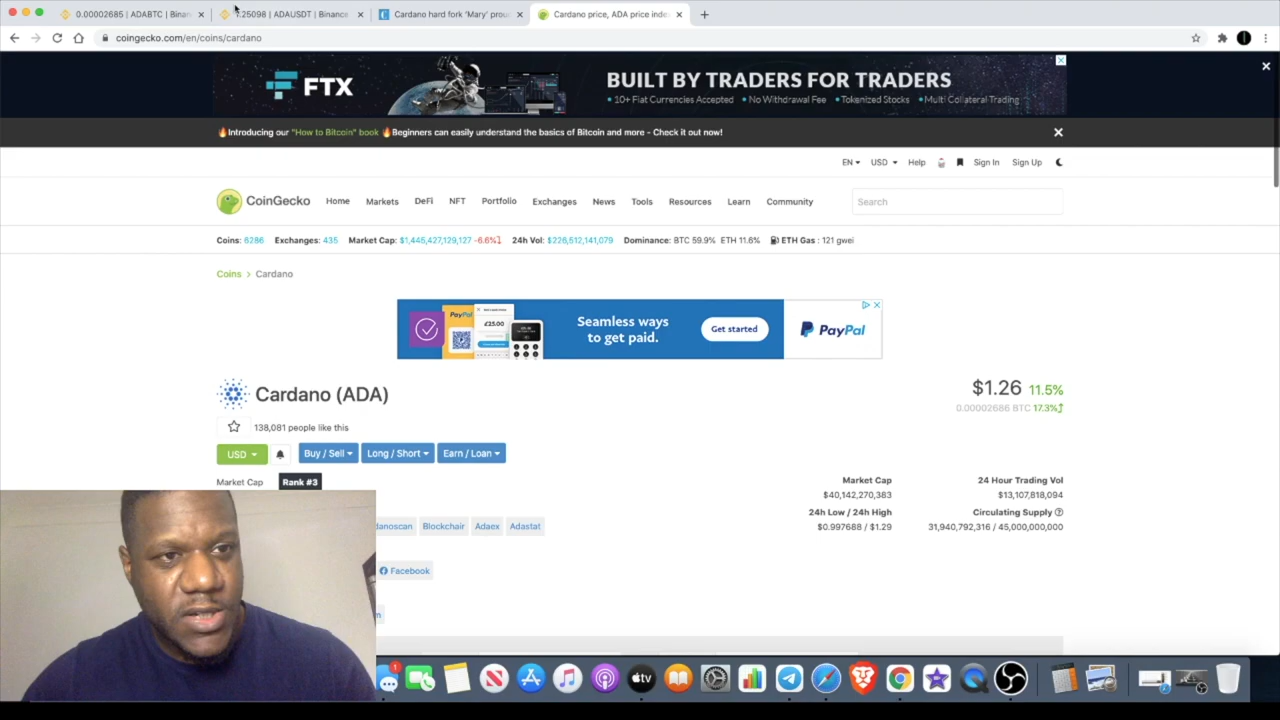 0.00002685 | ADABTC | Binan
1.25098 | ADAUSDT | Binance
Cardano hard fork 'Mary' prou
Cardano price, ADA price inde
coingecko.com/en/coins/cardano
FTX
BUILT BY TRADERS FOR TRADERS
•10+ Fiat Currencies Accepted •No Withdrawal Fee •Tokenized Stocks •Multi Collateral Trading
🔥Introducing our "How to Bitcoin" book 🔥Beginners can easily understand the basics of Bitcoin and more - Check it out now!
EN USD Help Sign In Sign Up
CoinGecko Home Markets DeFi NFT Portfolio Exchanges News Tools Resources Learn Community Search
Coins: 6286 Exchanges: 435 Market Cap: $1,445,427,129,127 -6.6% 24h Vol: $226,512,141,079 Dominance: BTC 59.9% ETH 11.6% ETH Gas : 121 gwei
Coins > Cardano
PayPal
£25.00
Seamless ways
to get paid.
Get started
PayPal
Cardano (ADA)
$1.26 11.5%
0.00002686 BTC 17.3%
138,081 people like this
USD Buy / Sell Long / Short Earn / Loan
Market Cap Rank #3
Market Cap 24 Hour Trading Vol
$40,142,270,383 $13,107,818,094
24h Low / 24h High Circulating Supply
$0.997688 / $1.29 31,940,792,316 / 45,000,000,000
danoscan Blockchair Adaex Adastat
Facebook
m
1
tv